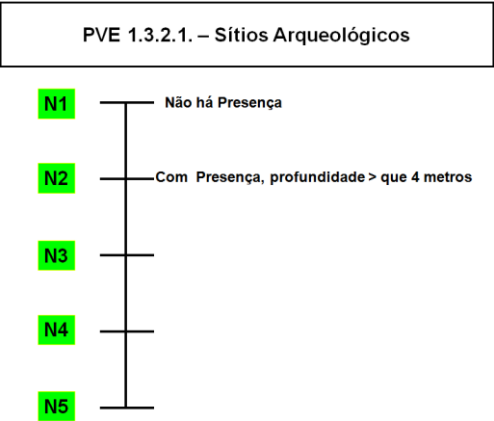 PVE 1.3.2.1. – Sítios Arqueológicos
N1 Não há Presença
N2 Com Presença, profundidade > que 4 metros
N3
N4
N5